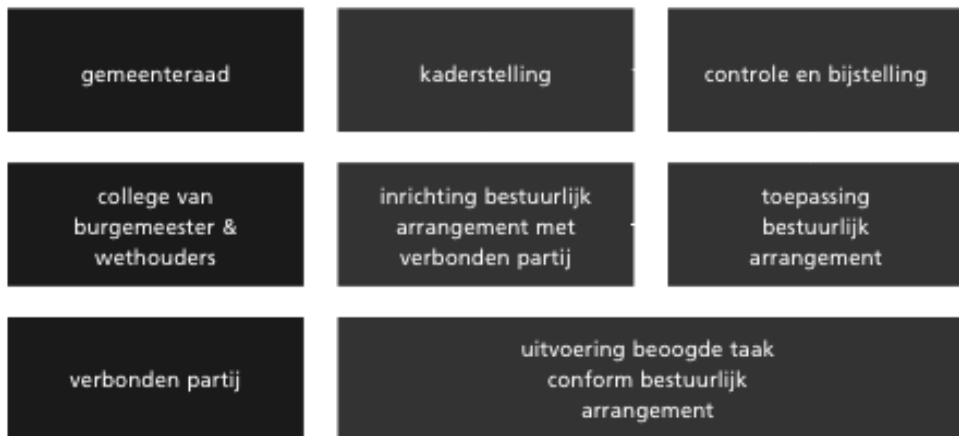 gemeenteraad
kaderstelling
controle en bijstelling
college van
burgemeester &
wethouders
inrichting bestuurlijk
arrangement met
verbonden partij
toepassing
bestuurlijk
arrangement
verbonden partij
uitvoering beoogde taak
conform bestuurlijk
arrangement